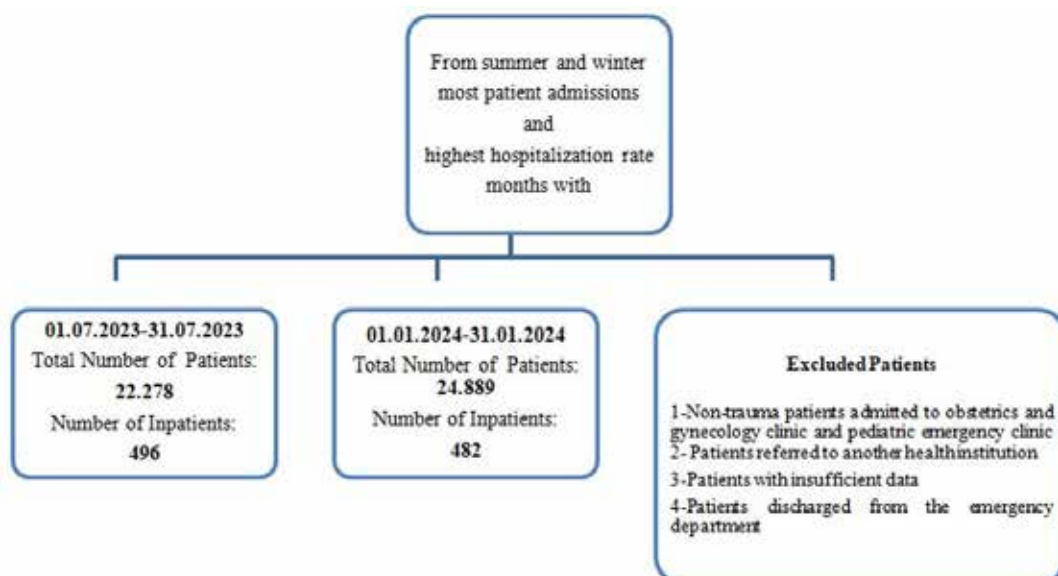 From summer and winter
most patient admissions
and
highest hospitalization rate
months with
01.07.2023-31.07.2023
Total Number of Patients:
22.278
Number of Inpatients:
496
01.01.2024-31.01.2024
Total Number of Patients:
24.889
Number of Inpatients:
482
Excluded Patients
1-Non-trauma patients admitted to obstetrics and
gynecology clinic and pediatric emergency clinic
2- Patients referred to another health institution
3-Patients with insufficient data
4-Patients discharged from the emergency
department